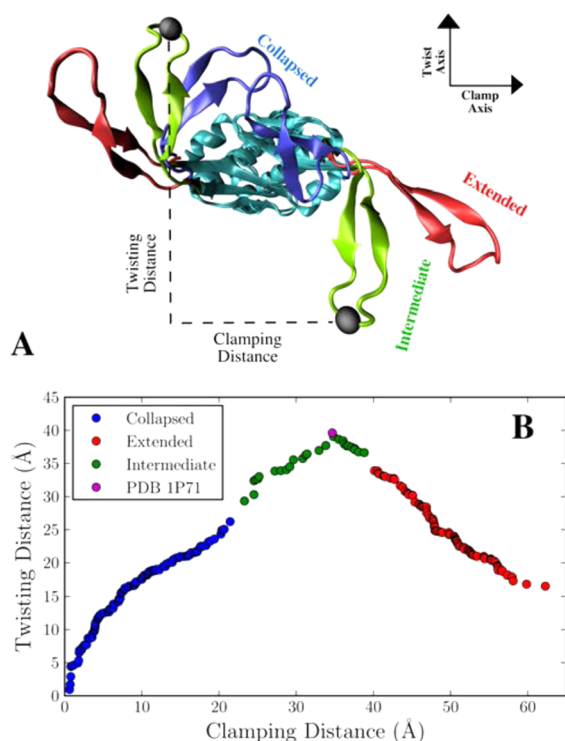 Collapsed
Twist
Axis
Clamp
Axis
Extended
Twisting
Distance
Intermediate
Clamping
Distance
A
B
Collapsed
Extended
Intermediate
PDB 1P71
45
40
35
30
25
20
15
10
5
0
Twisting Distance (Å)
0 10 20 30 40 50 60
Clamping Distance (Å)